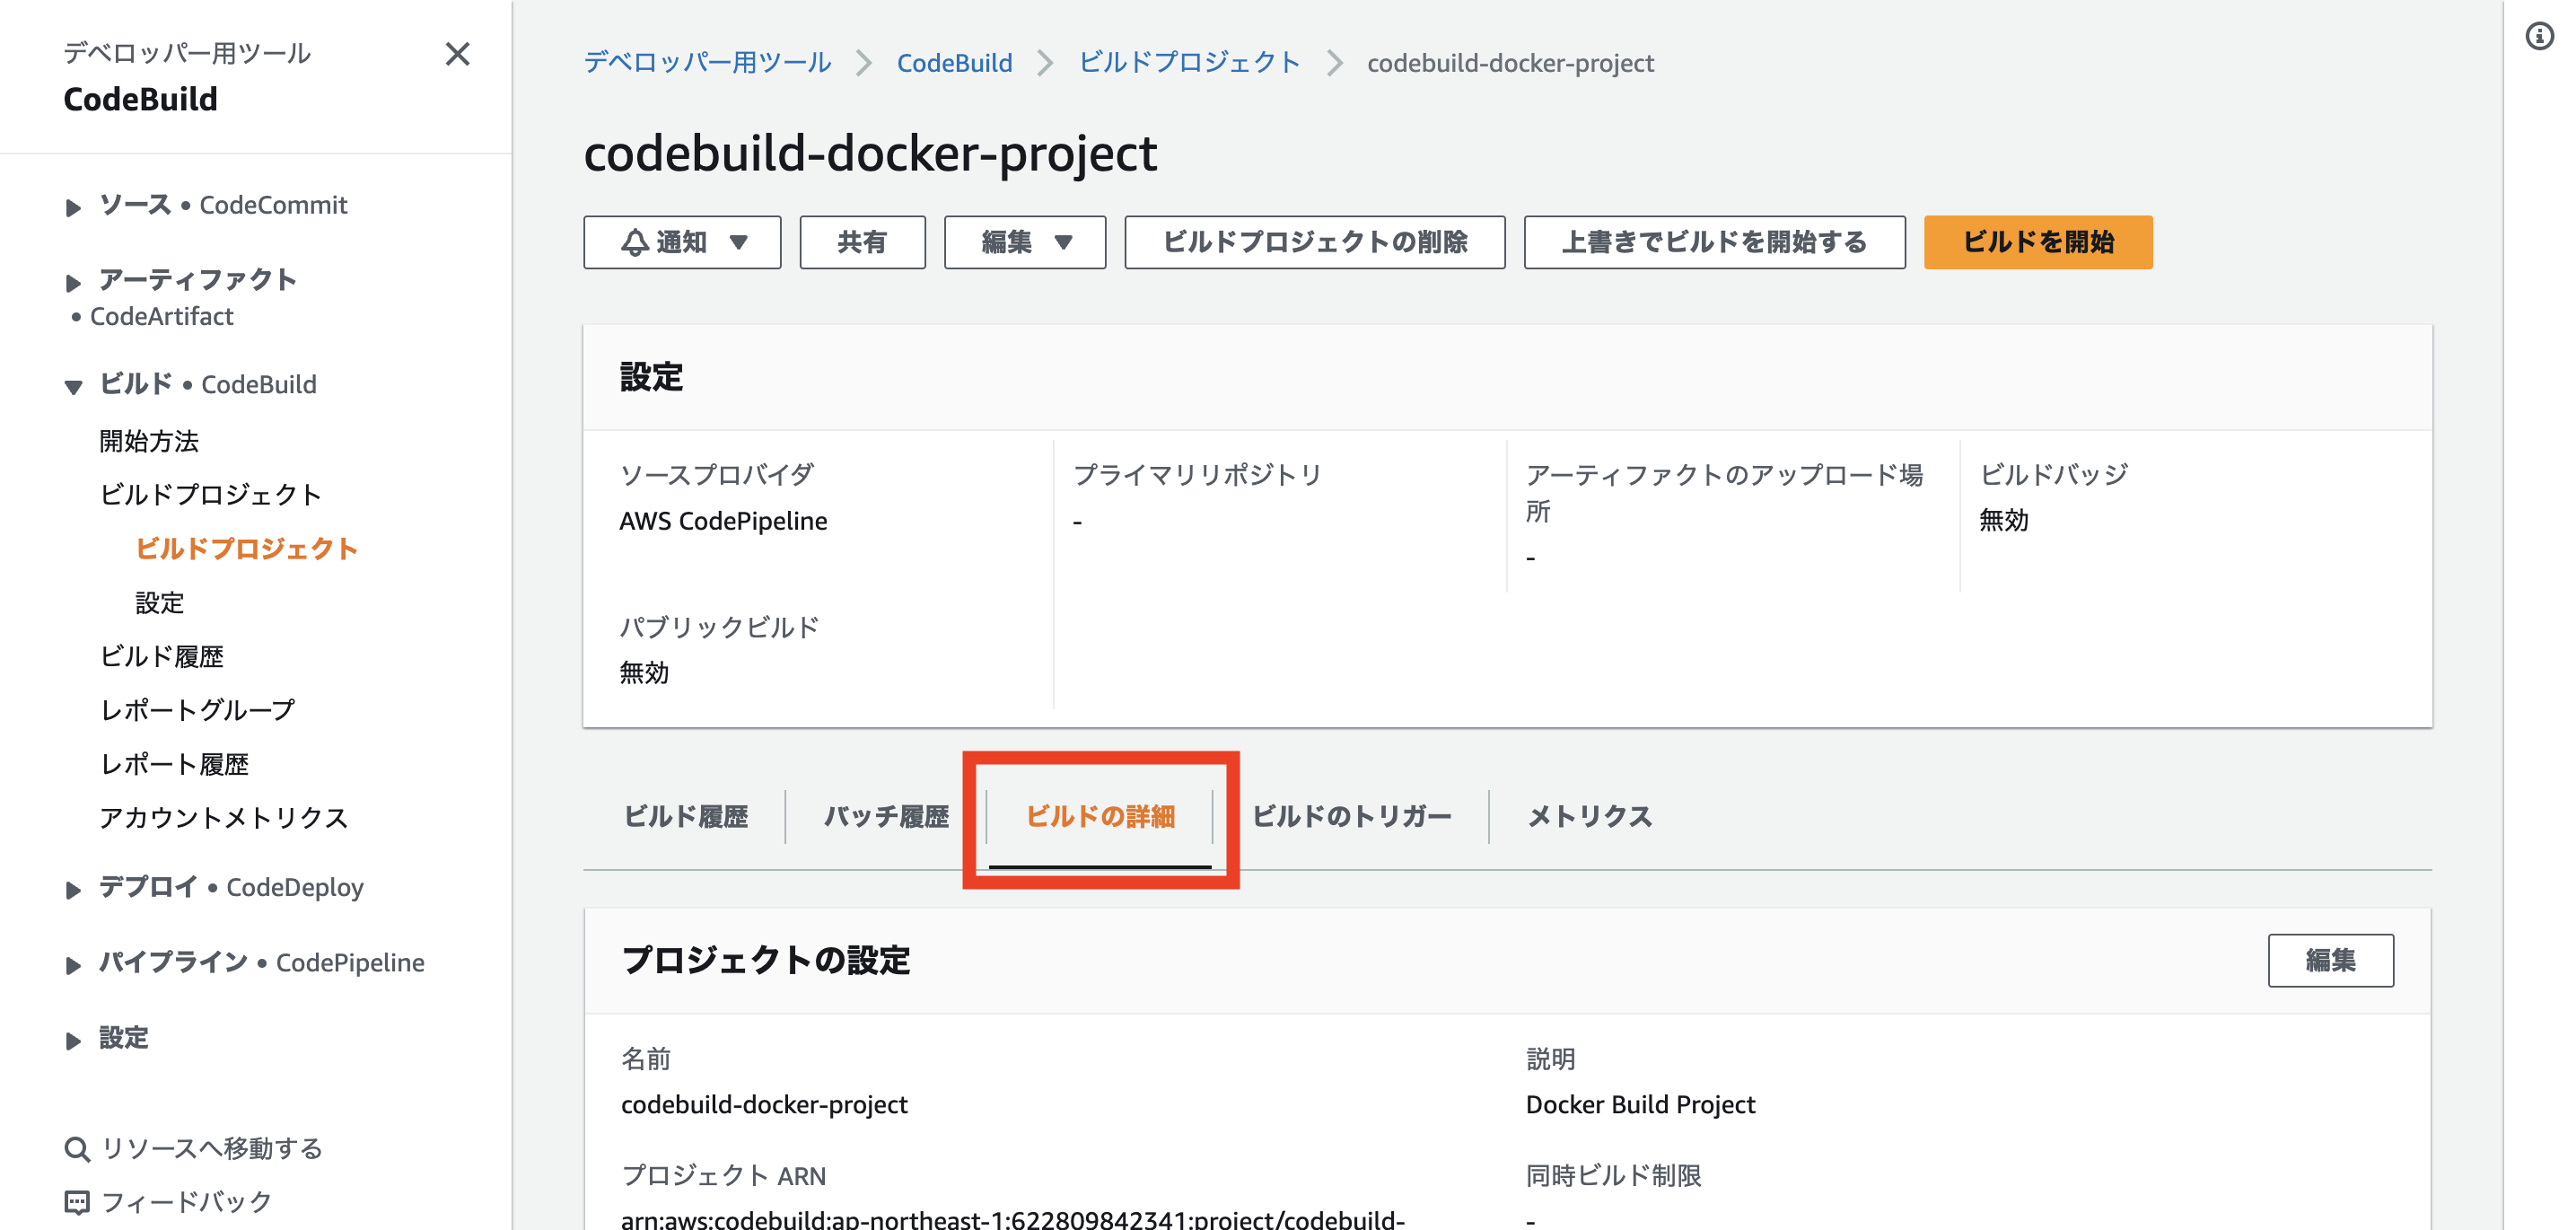 デベロッパー用ツール
CodeBuild
ソース • CodeCommit
アーティファクト
• CodeArtifact
ビルド • CodeBuild
開始方法
ビルドプロジェクト
ビルドプロジェクト
設定
ビルド履歴
レポートグループ
レポート履歴
アカウントメトリクス
デプロイ • CodeDeploy
パイプライン • CodePipeline
設定
リソースへ移動する
フィードバック
デベロッパー用ツール CodeBuild ビルドプロジェクト codebuild-docker-project
codebuild-docker-project
通知 共有 編集 ビルドプロジェクトの削除 上書きでビルドを開始する ビルドを開始
設定
ソースプロバイダ
AWS CodePipeline
プライマリリポジトリ
-
アーティファクトのアップロード場
所
-
ビルドバッジ
無効
パブリックビルド
無効
ビルド履歴 バッチ履歴 ビルドの詳細 ビルドのトリガー メトリクス
プロジェクトの設定 編集
名前
codebuild-docker-project
説明
Docker Build Project
プロジェクト ARN
arn:aws:codebuild:ap-northeast-1:622809842341:project/codebuild-
同時ビルド制限
-